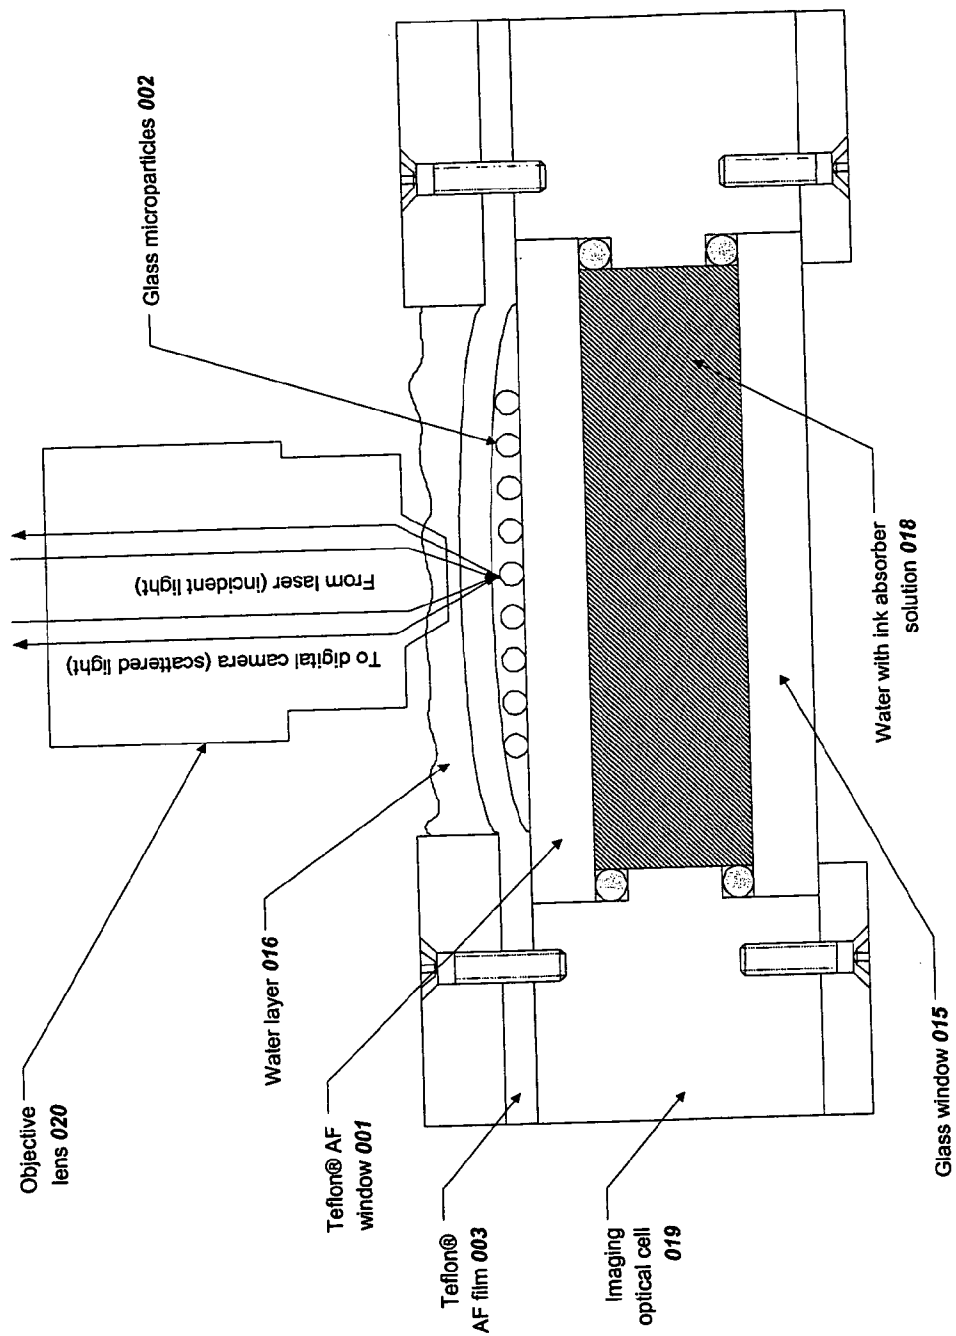 Objective
lens 020
Water layer 016
Teflon® AF
window 001
Teflon®
AF film 003
Imaging
optical cell
019
To digital camera (scattered light)
From laser (incident light)
Glass microparticles 002
Water with ink absorber
solution 018
Glass window 015